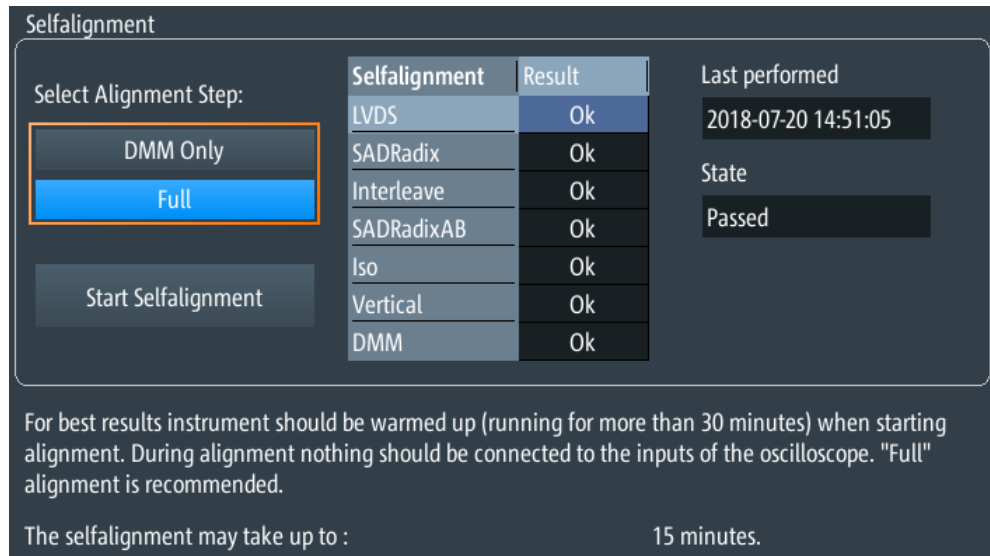 Selfalignment
Select Alignment Step:
DMM Only
Full
Start Selfalignment
Selfalignment Result
LVDS Ok
SADRadix Ok
Interleave Ok
SADRadixAB Ok
Iso Ok
Vertical Ok
DMM Ok
Last performed
2018-07-20 14:51:05
State
Passed
For best results instrument should be warmed up (running for more than 30 minutes) when starting
alignment. During alignment nothing should be connected to the inputs of the oscilloscope. "Full"
alignment is recommended.
The selfalignment may take up to : 15 minutes.